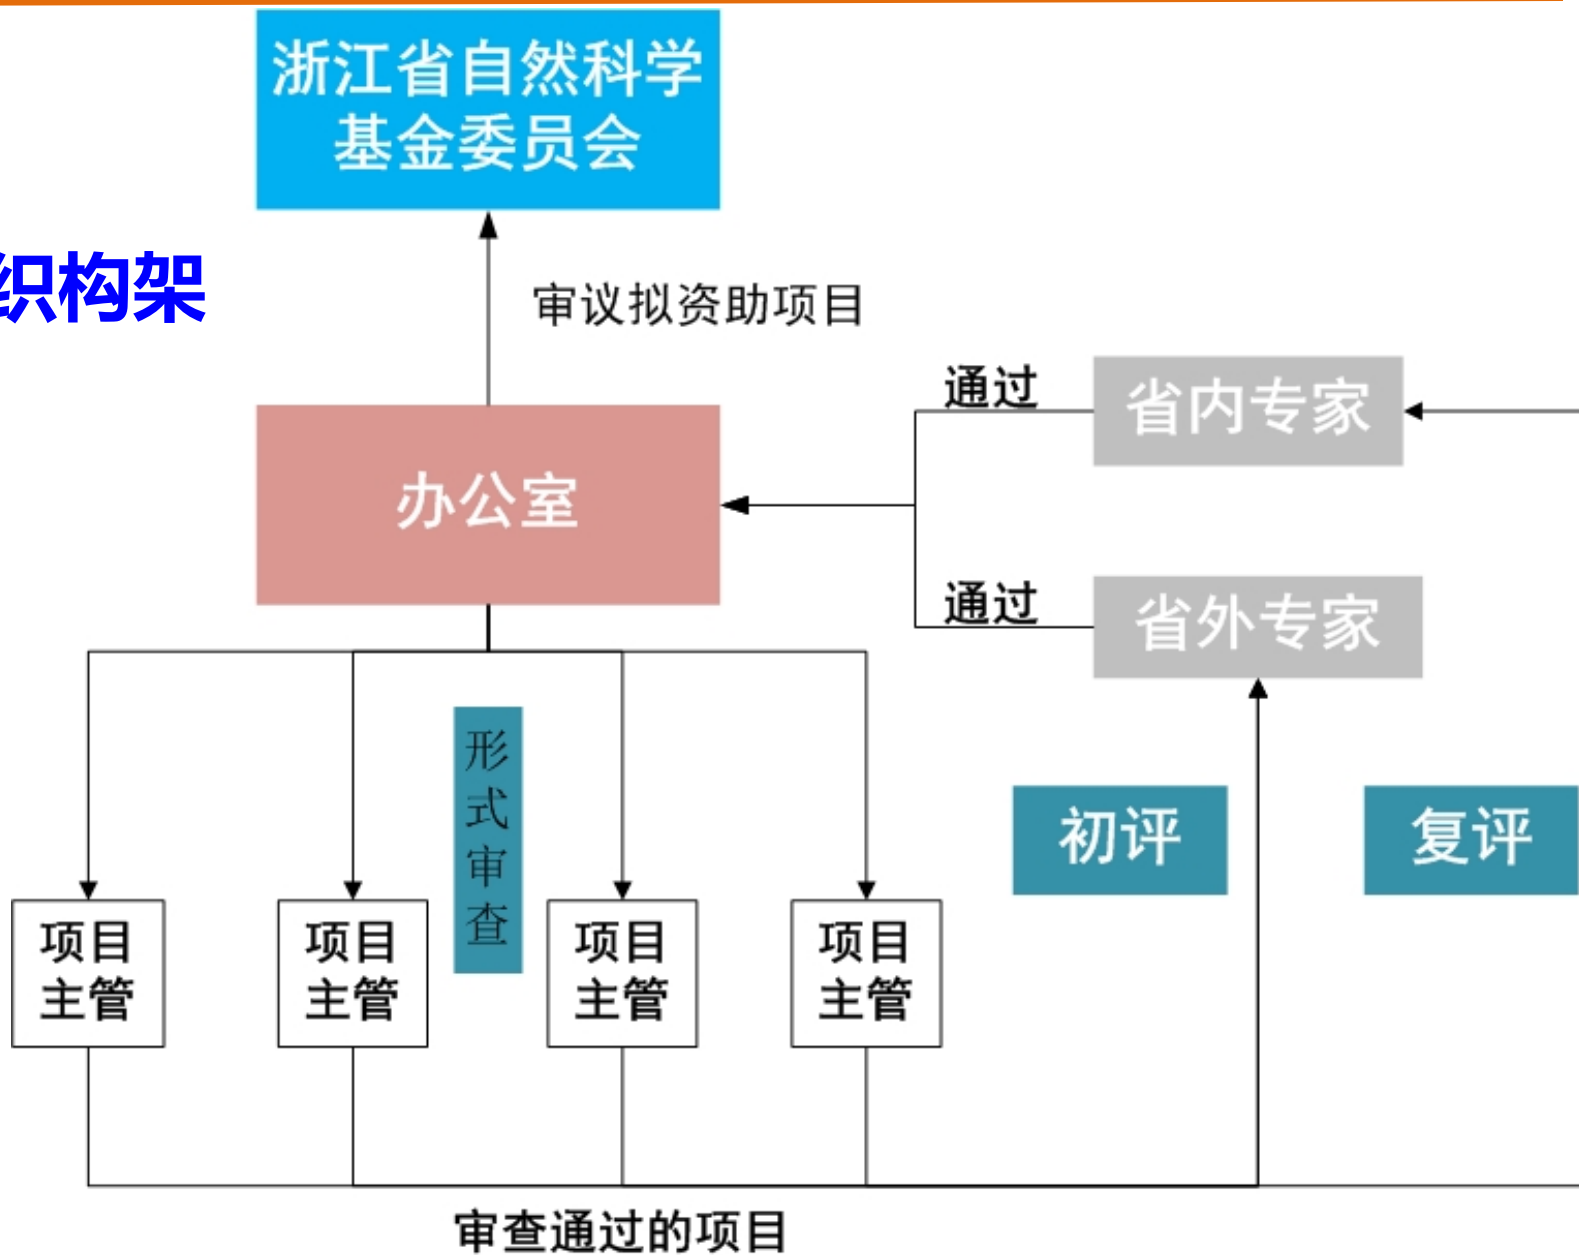 浙江省自然科学
基金委员会
织构架
审议拟资助项目
通过
省内专家
办公室
通过
省外专家
形
式
审
查
初评
复评
项目
主管
项目
主管
项目
主管
项目
主管
审查通过的项目